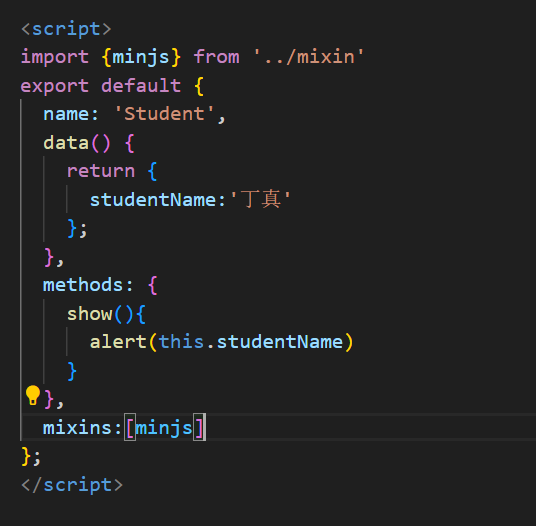 <script>
import {minjs} from '../mixin'
export default {
  name: 'Student',
  data() {
    return {
      studentName:'丁真'
    };
  },
  methods: {
    show(){
      alert(this.studentName)
    }
  },
  mixins:[minjs]
};
</script>